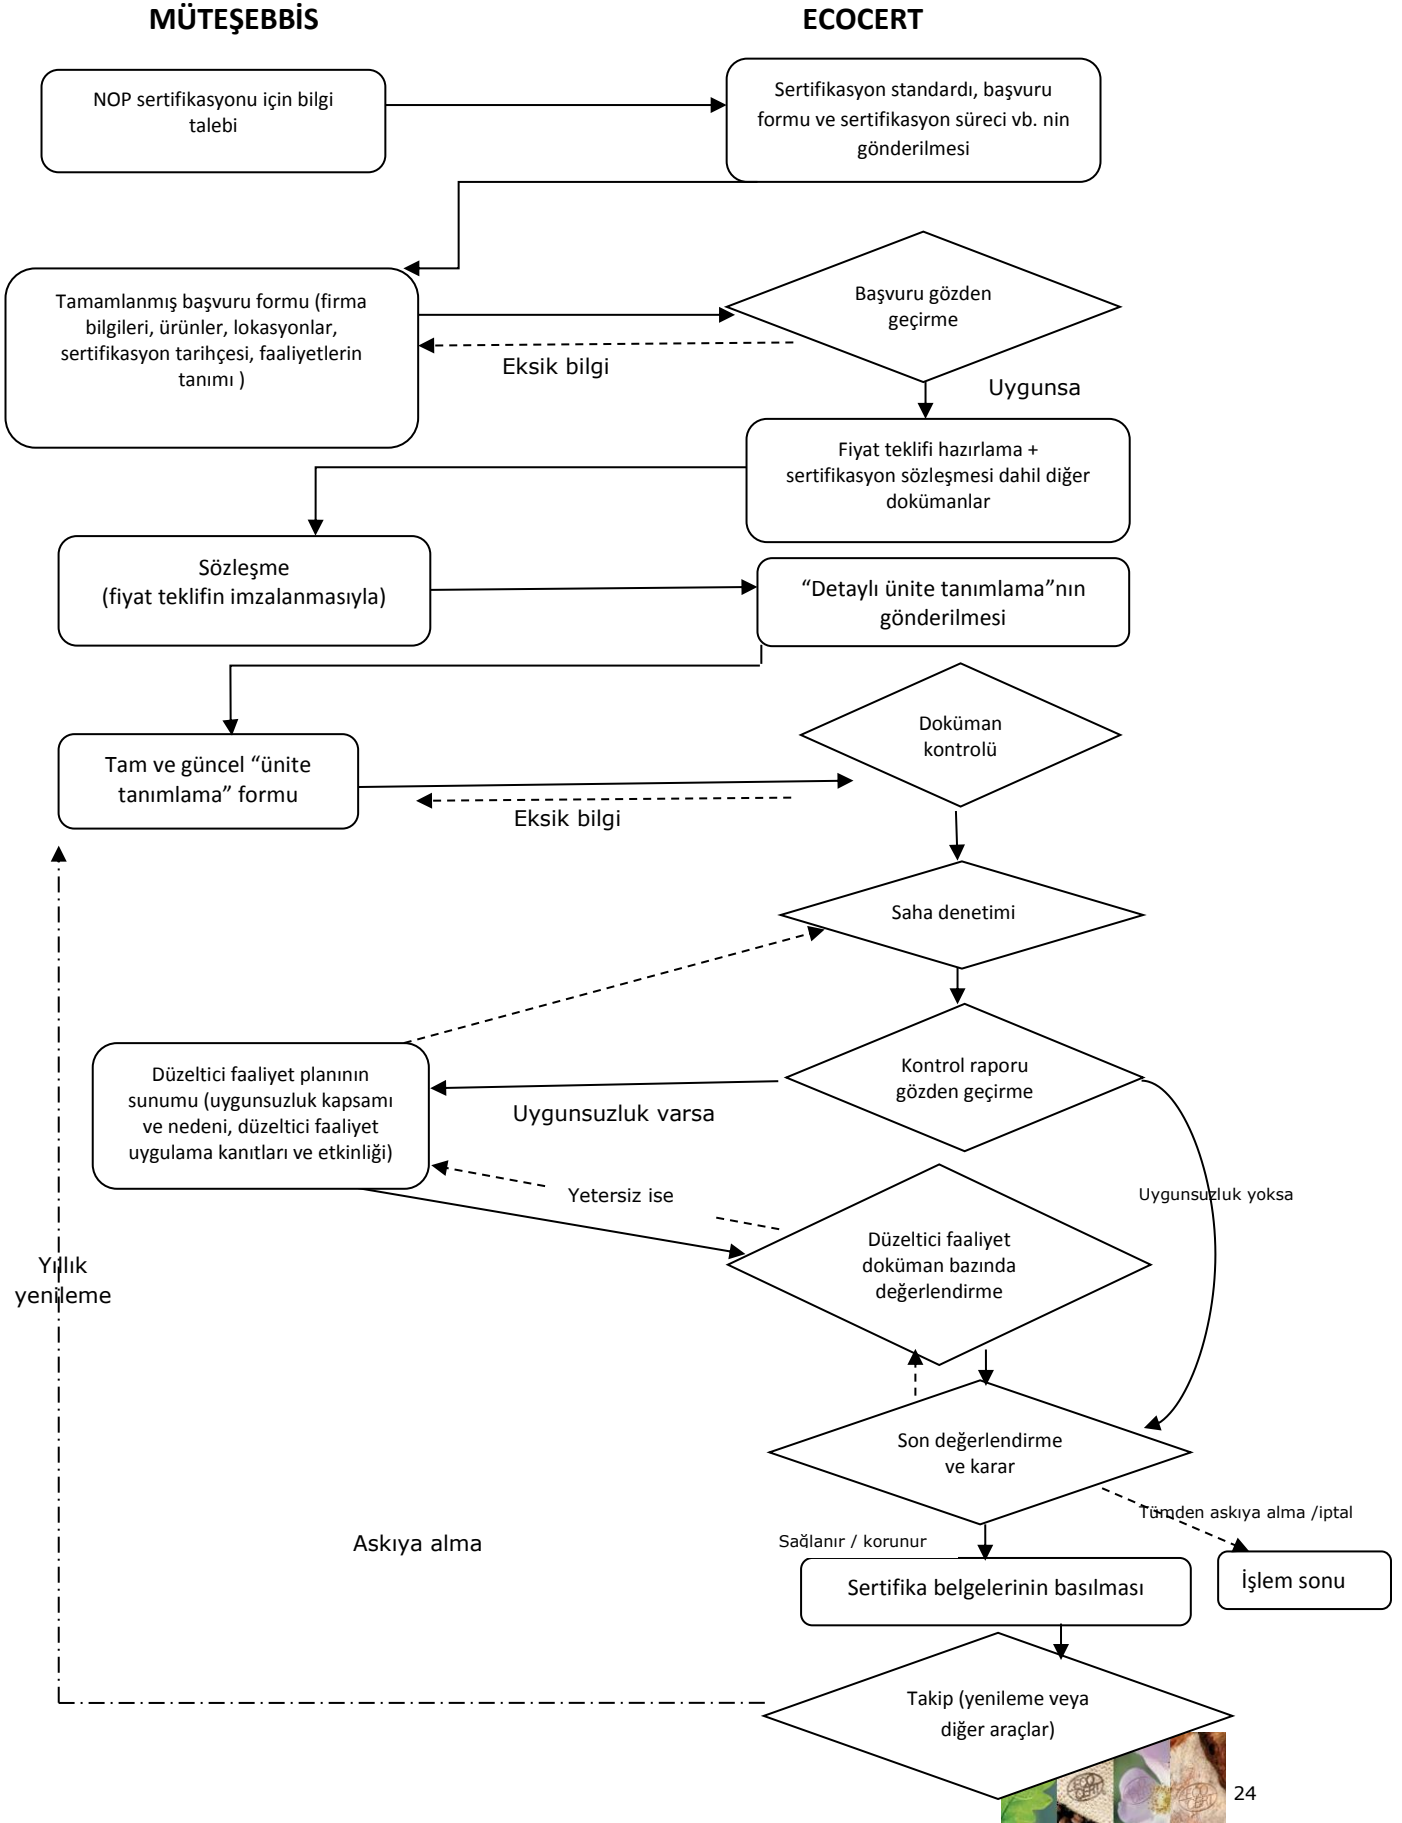 MÜTEŞEBBİS
ECOCERT
NOP sertifikasyonu için bilgi
talebi
Sertifikasyon standardı, başvuru
formu ve sertifikasyon süreci vb. nin
gönderilmesi
Tamamlanmış başvuru formu (firma
bilgileri, ürünler, lokasyonlar,
sertifikasyon tarihçesi, faaliyetlerin
tanımı )
Başvuru gözden
geçirme
Eksik bilgi
Uygunsa
Fiyat teklifi hazırlama +
sertifikasyon sözleşmesi dahil diğer
dokümanlar
Sözleşme
(fiyat teklifin imzalanmasıyla)
“Detaylı ünite tanımlama”nın
gönderilmesi
Doküman
kontrolü
Tam ve güncel “ünite
tanımlama” formu
Eksik bilgi
Saha denetimi
Kontrol raporu
gözden geçirme
Düzeltici faaliyet planının
sunumu (uygunsuzluk kapsamı
ve nedeni, düzeltici faaliyet
uygulama kanıtları ve etkinliği)
Uygunsuzluk varsa
Yetersiz ise
Uygunsuzluk yoksa
Düzeltici faaliyet
doküman bazında
değerlendirme
Yıllık
yenileme
Son değerlendirme
ve karar
Tümden askıya alma /iptal
Askıya alma
Sağlanır / korunur
Sertifika belgelerinin basılması
İşlem sonu
Takip (yenileme veya
diğer araçlar)
24